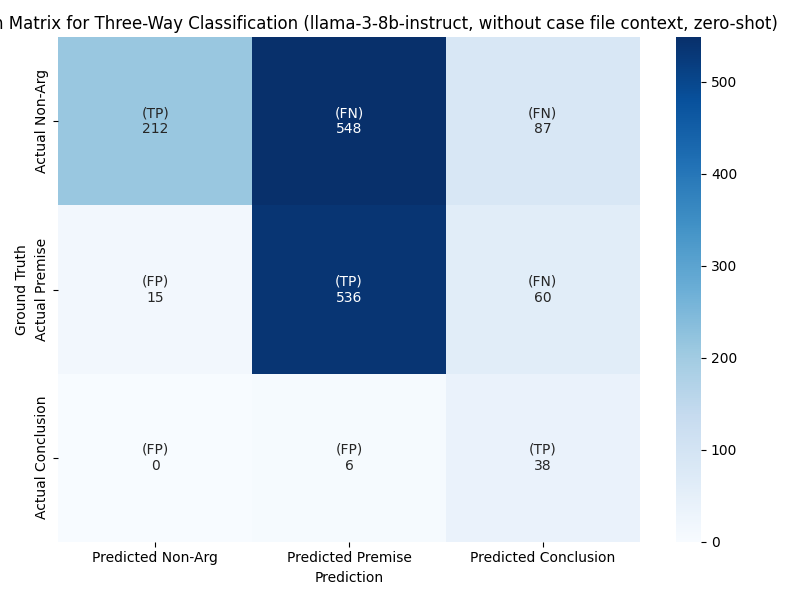 n Matrix for Three-Way Classification (llama-3-8b-instruct, without case file context, zero-shot)
Ground Truth
Actual Non-Arg
(TP)
212
(FN)
548
(FN)
87
Actual Premise
(FP)
15
(TP)
536
(FN)
60
Actual Conclusion
(FP)
0
(FP)
6
(TP)
38
Predicted Non-Arg
Predicted Premise
Predicted Conclusion
Prediction
500
400
300
200
100
0